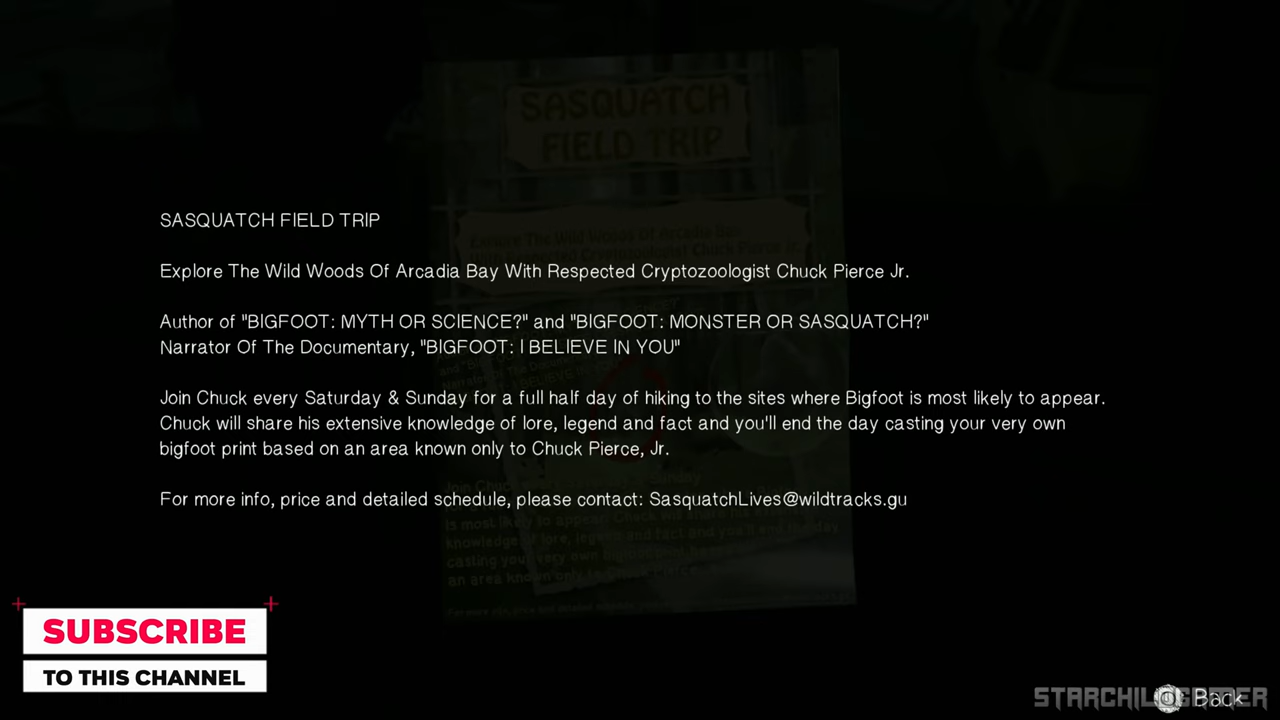 SASQUATCH
FIELD TRIP
SASQUATCH FIELD TRIP
Explore The Wild Woods Of Arcadia Bay With Respected Cryptozoologist Chuck Pierce Jr.
Author of "BIGFOOT: MYTH OR SCIENCE?" and "BIGFOOT: MONSTER OR SASQUATCH?"
Narrator Of The Documentary, "BIGFOOT: I BELIEVE IN YOU"
Join Chuck every Saturday & Sunday for a full half day of hiking to the sites where Bigfoot is most likely to appear.
Chuck will share his extensive knowledge of lore, legend and fact and you'll end the day casting your very own
bigfoot print based on an area known only to Chuck Pierce, Jr.
For more info, price and detailed schedule, please contact: SasquatchLives@wildtracks.gu
SUBSCRIBE
TO THIS CHANNEL
STARCHILDGAMER
Back